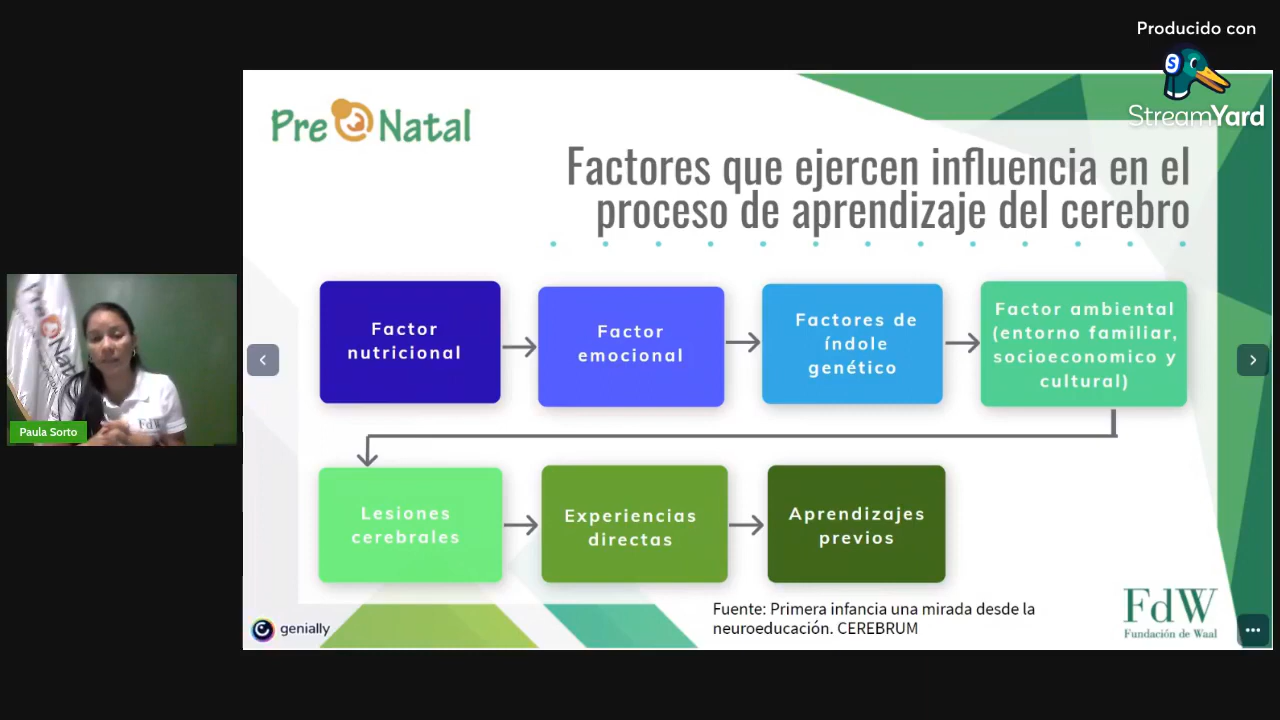 Producido con
StreamYard
Pre Natal
Factores que ejercen influencia en el
proceso de aprendizaje del cerebro
Factor
nutricional
Factor
emocional
Factores de
índole
genético
Factor ambiental
(entorno familiar,
socioeconomico y
cultural)
Lesiones
cerebrales
Experiencias
directas
Aprendizajes
previos
Paula Sorto
FdW
Fuente: Primera infancia una mirada desde la
neuroeducación. CEREBRUM
genially
FdW
Fundación de Waal